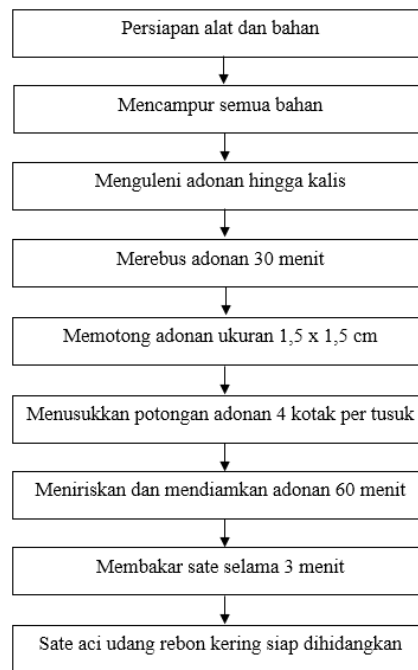 Persiapan alat dan bahan
Mencampur semua bahan
Menguleni adonan hingga kalis
Merebus adonan 30 menit
Memotong adonan ukuran 1,5 x 1,5 cm
Menusukkan potongan adonan 4 kotak per tusuk
Meniriskan dan mendiamkan adonan 60 menit
Membakar sate selama 3 menit
Sate aci udang rebon kering siap dihidangkan